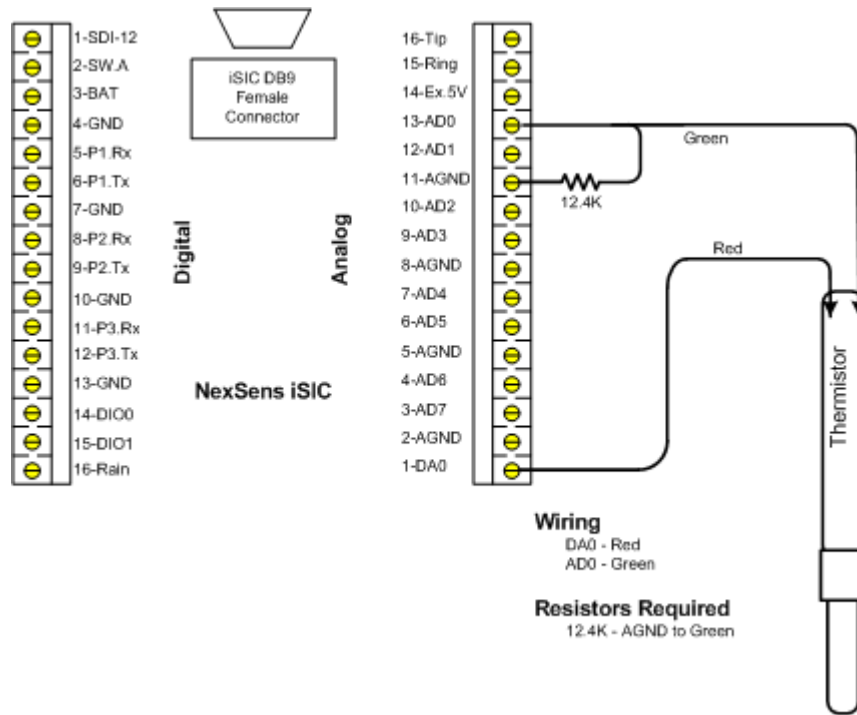 1-SDI-12
2-SW.A
3-BAT
4-GND
5-P1.Rx
6-P1.Tx
7-GND
8-P2.Rx
9-P2.Tx
10-GND
11-P3.Rx
12-P3.Tx
13-GND
14-DIO0
15-DIO1
16-Rain
Digital
iSIC DB9
Female
Connector
NexSens iSIC
Analog
16-Tip
15-Ring
14-Ex.5V
13-AD0
12-AD1
11-AGND
10-AD2
9-AD3
8-AGND
7-AD4
6-AD5
5-AGND
4-AD6
3-AD7
2-AGND
1-DA0
Green
12.4K
Red
Thermistor
Wiring
DA0 - Red
AD0 - Green
Resistors Required
12.4K - AGND to Green